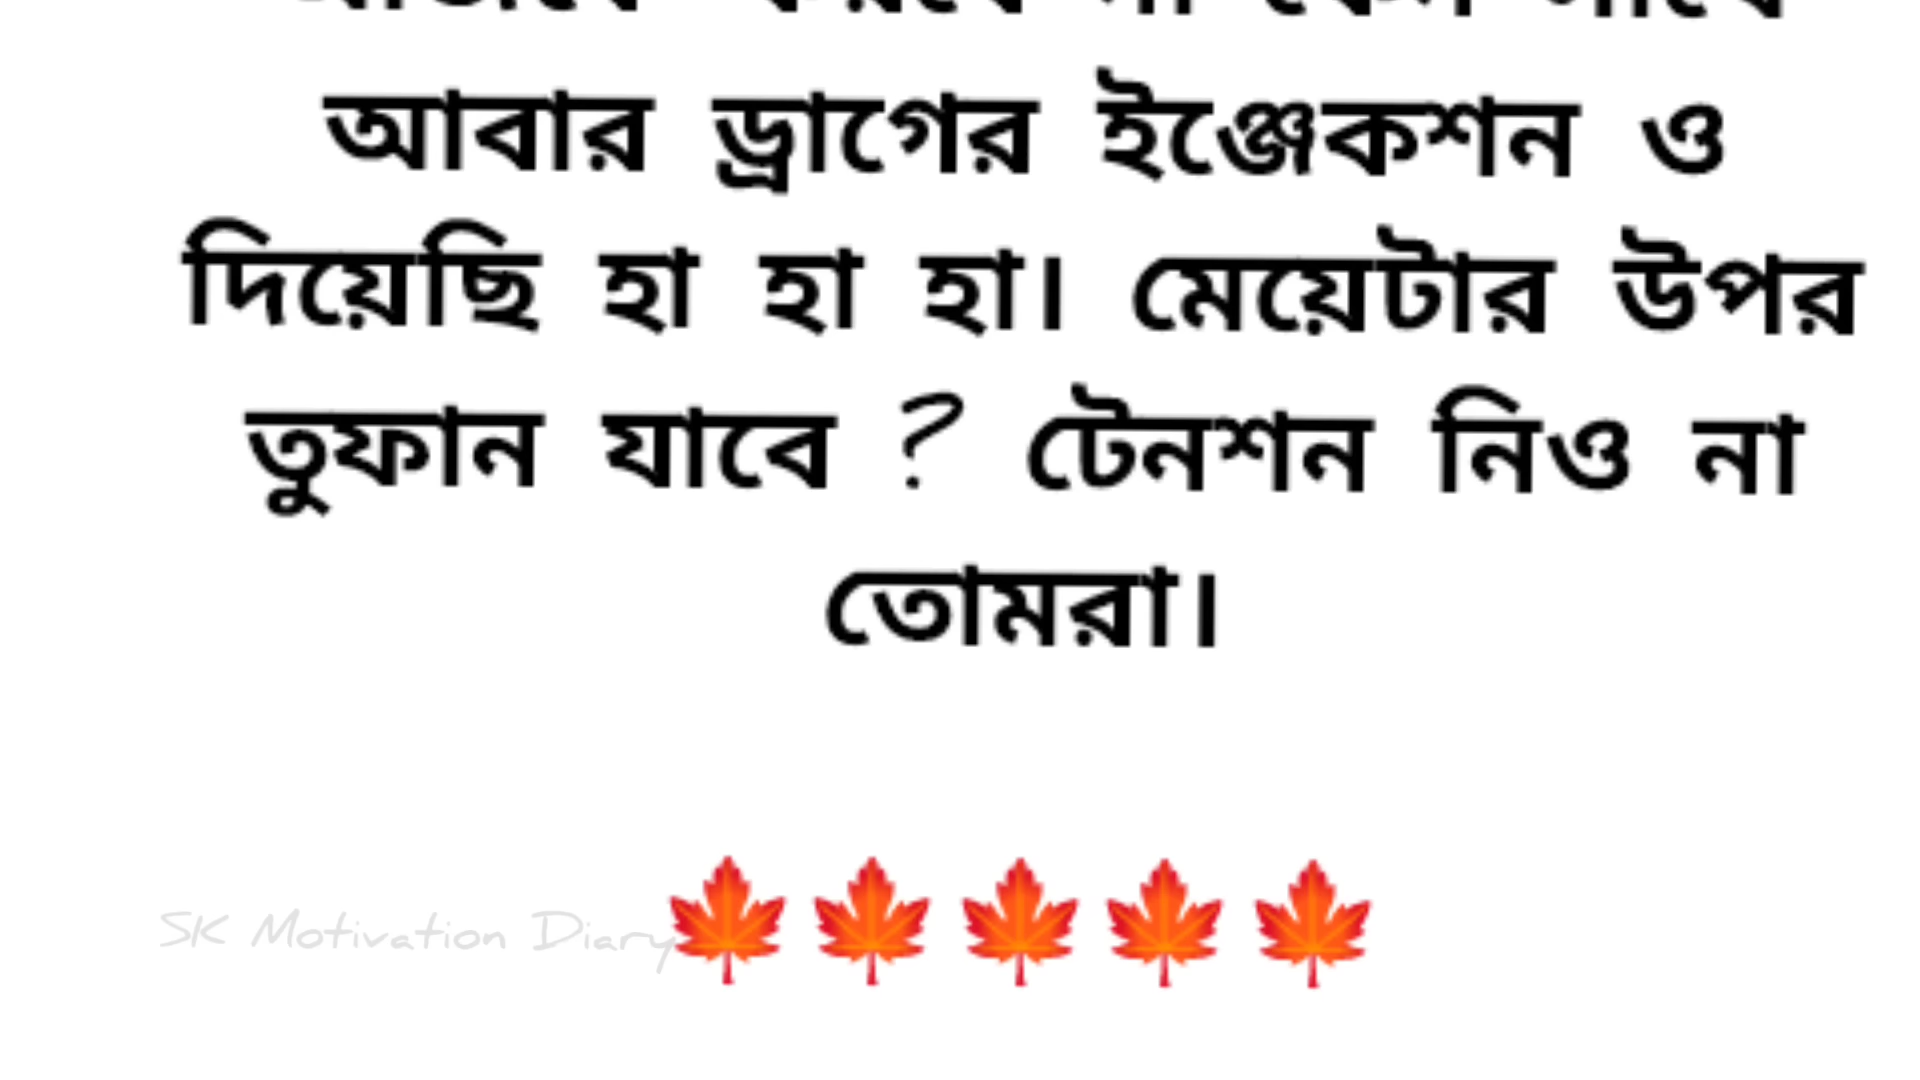 আবার ড্রাগের ইঞ্জেকশন ও
দিয়েছি হা হা হা। মেয়েটার উপর
তুফান যাবে ? টেনশন নিও না
তোমরা।
🍁🍁🍁🍁🍁
SK Motivation Diary